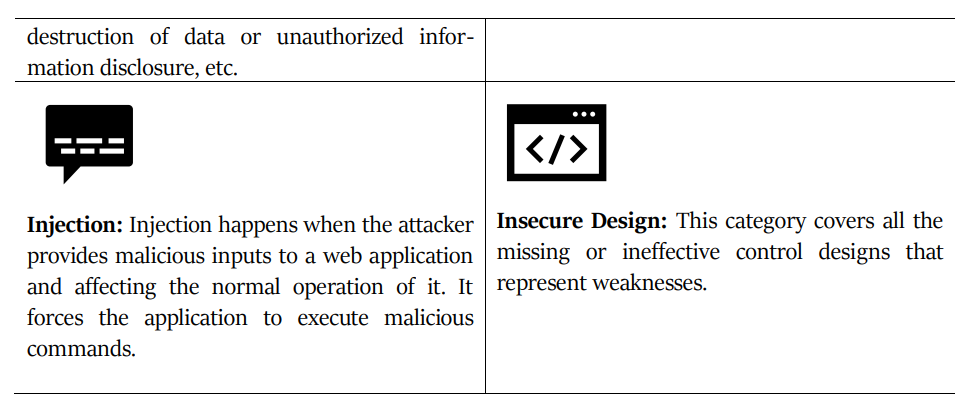 destruction of data or unauthorized infor-
mation disclosure, etc.
Injection: Injection happens when the attacker
provides malicious inputs to a web application
and affecting the normal operation of it. It
forces the application to execute malicious
commands.
</>
Insecure Design: This category covers all the
missing or ineffective control designs that
represent weaknesses.